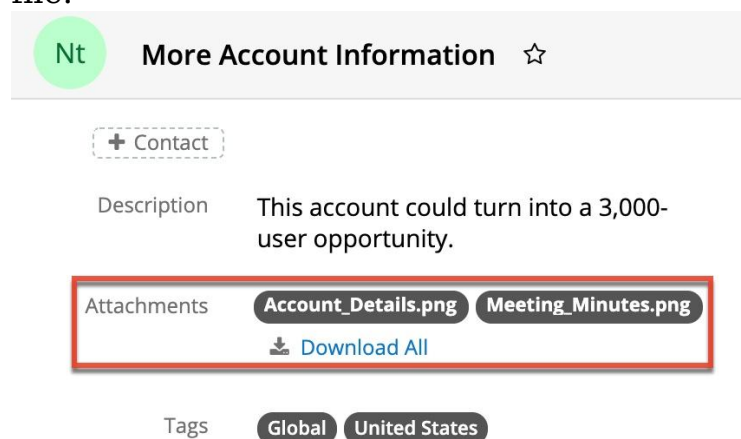 Nt More Account Information
+ Contact
Description This account could turn into a 3,000-
user opportunity.
Attachments Account_Details.png Meeting_Minutes.png
Download All
Tags Global United States